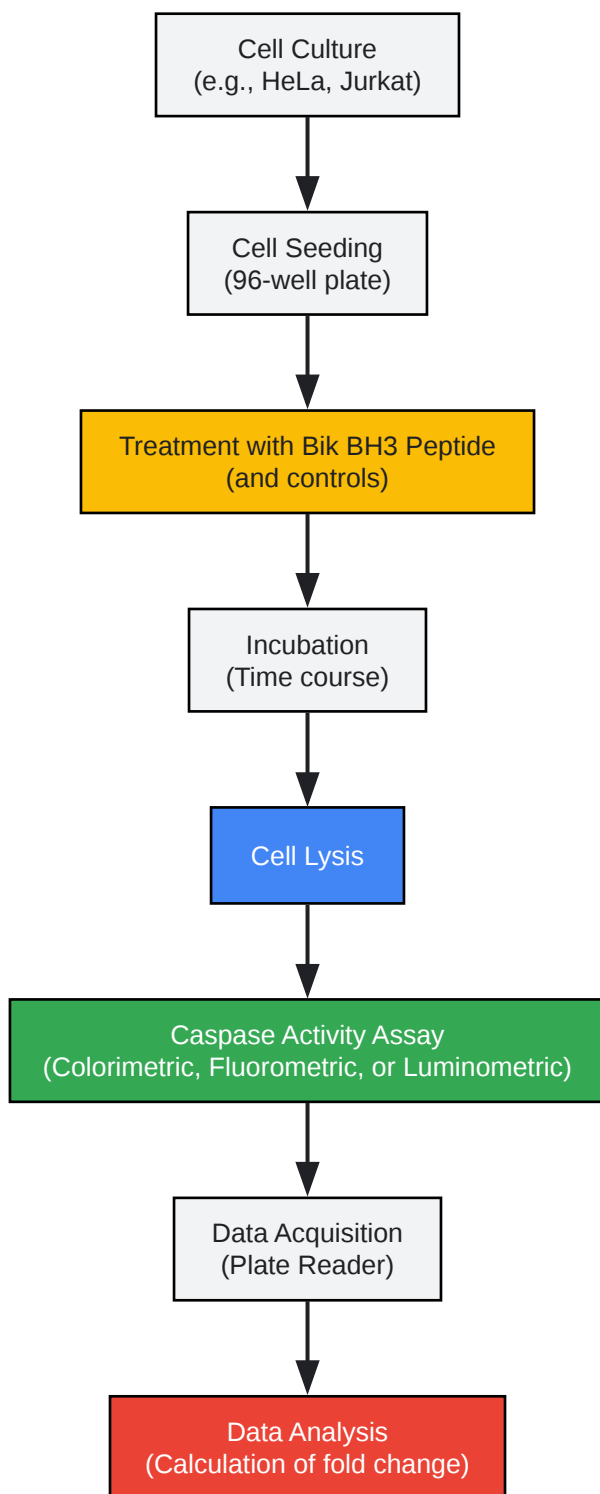 Cell Culture
(e.g., HeLa, Jurkat)
Cell Seeding
(96-well plate)
Treatment with Bik BH3 Peptide
(and controls)
Incubation
(Time course)
Cell Lysis
Caspase Activity Assay
(Colorimetric, Fluorometric, or Luminometric)
Data Acquisition
(Plate Reader)
Data Analysis
(Calculation of fold change)